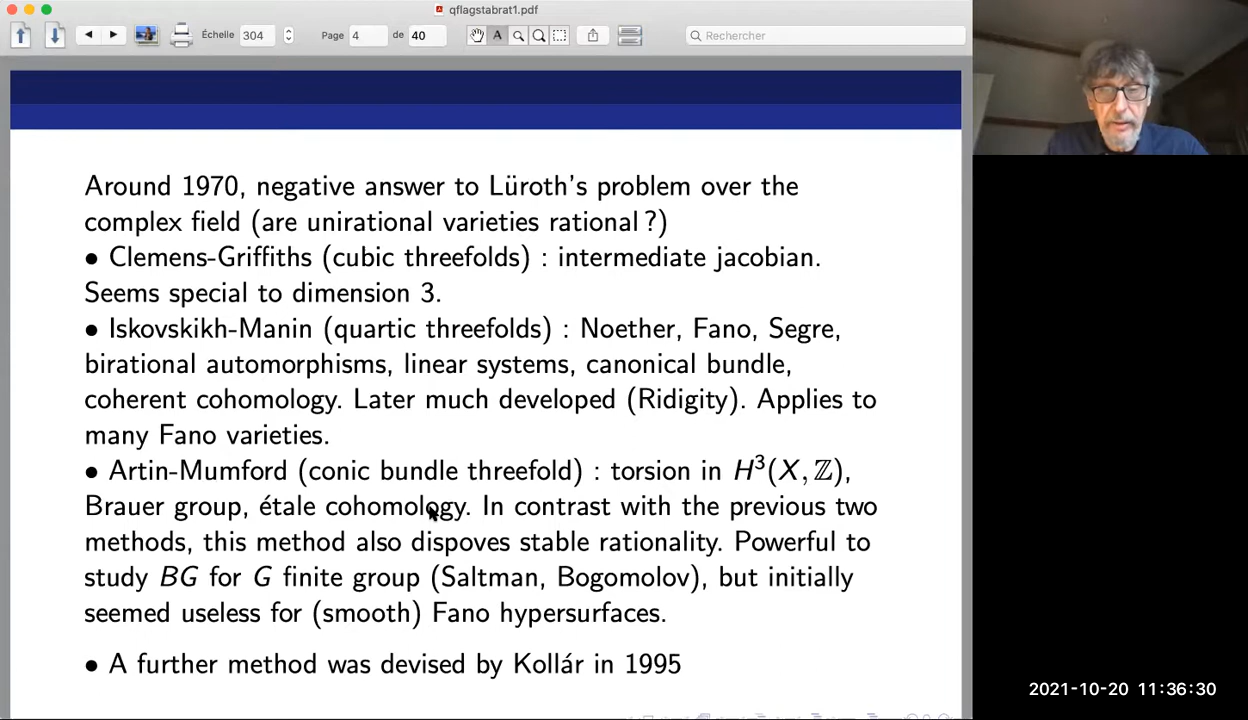 qflagstabrat1.pdf
Échelle 304 Page 4 de 40 A Rechercher
Around 1970, negative answer to Lüroth's problem over the
complex field (are unirational varieties rational ?)
• Clemens-Griffiths (cubic threefolds) : intermediate jacobian.
Seems special to dimension 3.
• Iskovskikh-Manin (quartic threefolds) : Noether, Fano, Segre,
birational automorphisms, linear systems, canonical bundle,
coherent cohomology. Later much developed (Ridigity). Applies to
many Fano varieties.
• Artin-Mumford (conic bundle threefold) : torsion in H³(X, ℤ),
Brauer group, étale cohomology. In contrast with the previous two
methods, this method also dispoves stable rationality. Powerful to
study BG for G finite group (Saltman, Bogomolov), but initially
seemed useless for (smooth) Fano hypersurfaces.
• A further method was devised by Kollár in 1995
2021-10-20 11:36:30